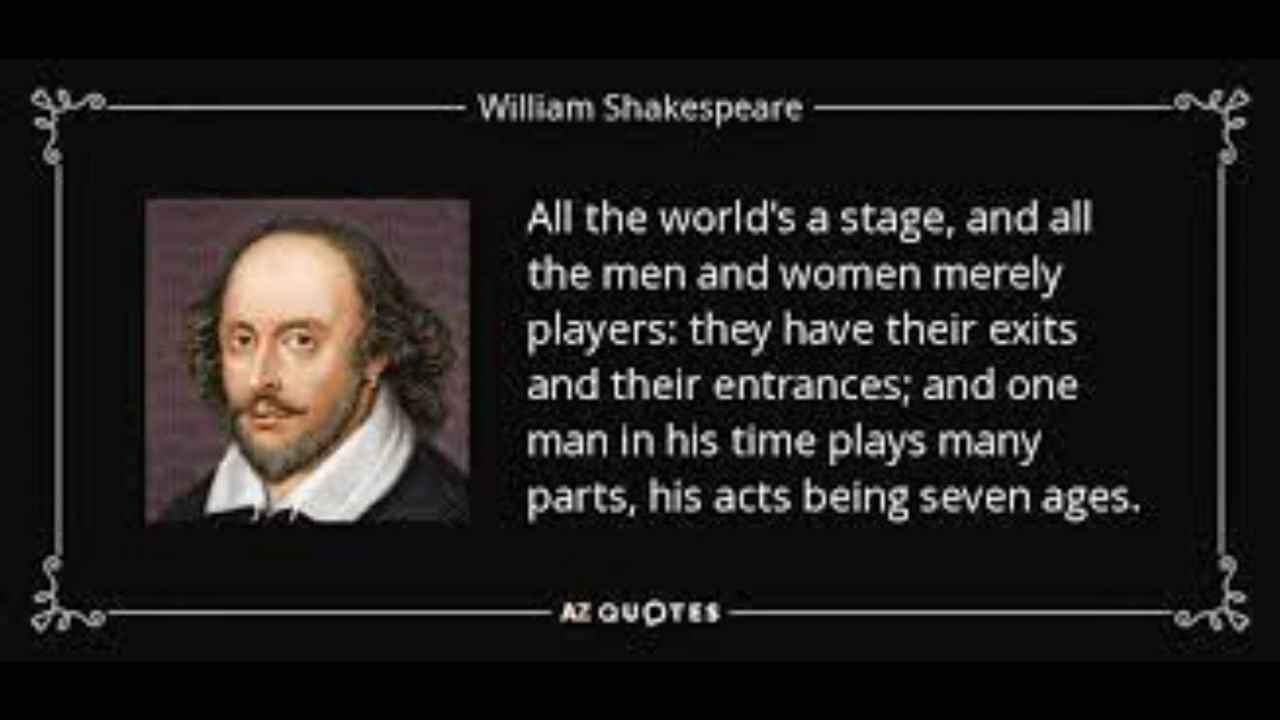 William Shakespeare
All the world's a stage, and all
the men and women merely
players: they have their exits
and their entrances; and one
man in his time plays many
parts, his acts being seven ages.
AZ QUOTES